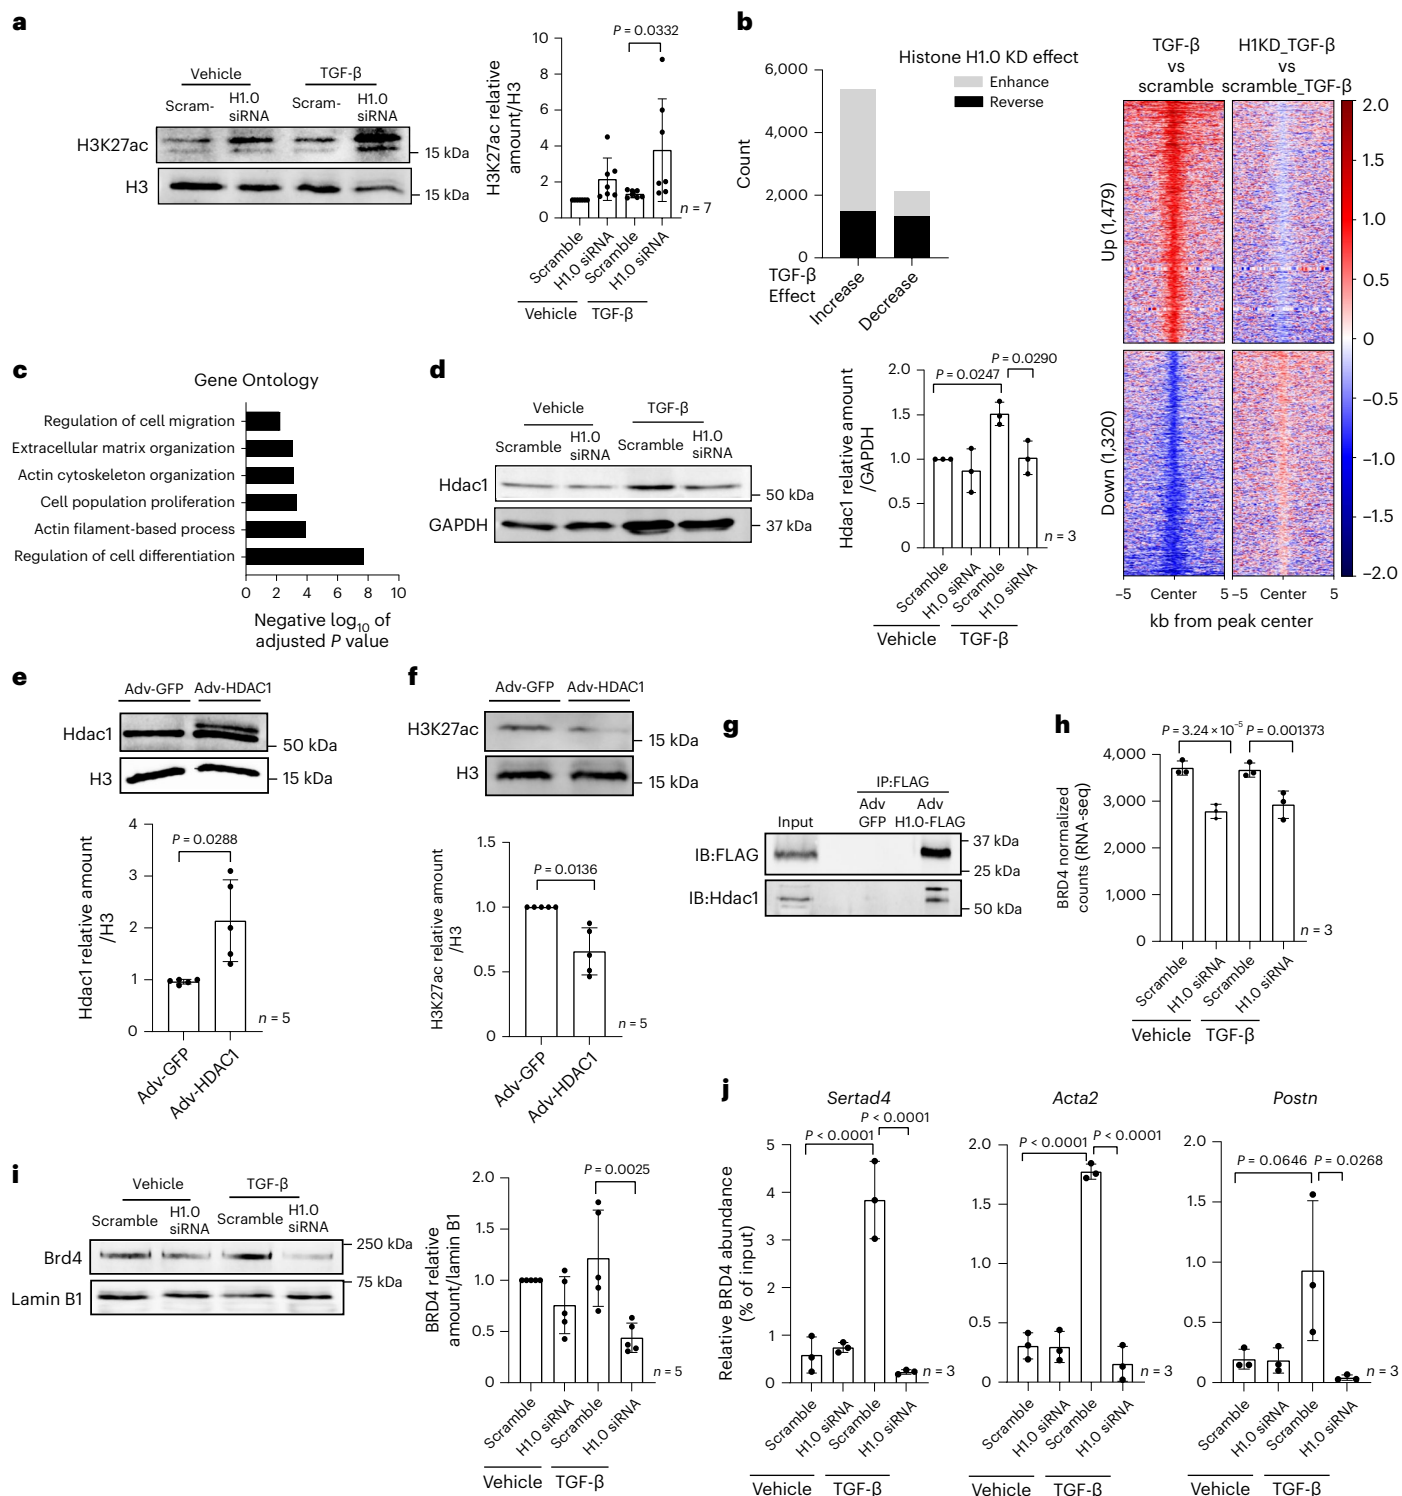 a
Vehicle
TGF-β
Scram-
H1.0
siRNA
Scram-
H1.0
siRNA
H3K27ac
15 kDa
H3
15 kDa
H3K27ac relative
amount/H3
10
8
6
4
2
0
P = 0.0332
n = 7
Scramble
H1.0 siRNA
Scramble
H1.0 siRNA
Vehicle
TGF-β
b
Histone H1.0 KD effect
Enhance
Reverse
Count
6,000
4,000
2,000
0
TGF-β
Effect
Increase
Decrease
TGF-β
vs
scramble
H1KD_TGF-β
vs
scramble_TGF-β
Up (1,479)
Down (1,320)
2.0
1.0
0.5
0
−0.5
−1.0
−1.5
−2.0
−5
Center
5
−5
Center
5
kb from peak center
c
Gene Ontology
Regulation of cell migration
Extracellular matrix organization
Actin cytoskeleton organization
Cell population proliferation
Actin filament-based process
Regulation of cell differentiation
0 2 4 6 8 10
Negative log10 of
adjusted P value
d
Vehicle
TGF-β
Scramble
H1.0
siRNA
Scramble
H1.0
siRNA
Hdac1
50 kDa
GAPDH
37 kDa
Hdac1 relative amount
/GAPDH
2.0
1.5
1.0
0.5
0
P = 0.0290
P = 0.0247
n = 3
Scramble
H1.0 siRNA
Scramble
H1.0 siRNA
Vehicle
TGF-β
e
Adv-GFP
Adv-HDAC1
Hdac1
50 kDa
H3
15 kDa
Hdac1 relative amount
/H3
4
3
2
1
0
P = 0.0288
n = 5
Adv-GFP
Adv-HDAC1
f
Adv-GFP
Adv-HDAC1
H3K27ac
15 kDa
H3
15 kDa
H3K27ac relative amount
/H3
1.5
1.0
0.5
0
P = 0.0136
n = 5
Adv-GFP
Adv-HDAC1
g
IP:FLAG
Input
Adv
GFP
Adv
H1.0-FLAG
IB:FLAG
37 kDa
25 kDa
IB:Hdac1
50 kDa
h
P = 3.24 × 10−5
P = 0.001373
BRD4 normalized
counts (RNA-seq)
4,000
3,000
2,000
1,000
0
n = 3
Scramble
H1.0 siRNA
Scramble
H1.0 siRNA
Vehicle
TGF-β
i
Vehicle
TGF-β
Scramble
H1.0
siRNA
Scramble
H1.0
siRNA
Brd4
250 kDa
75 kDa
Lamin B1
BRD4 relative
amount/lamin B1
2.0
1.5
1.0
0.5
0
P = 0.0025
n = 5
Scramble
H1.0 siRNA
Scramble
H1.0 siRNA
Vehicle
TGF-β
j
Relative BRD4 abundance
(% of input)
Sertad4
P < 0.0001
P < 0.0001
5
4
3
2
1
0
n = 3
Scramble
H1.0 siRNA
Scramble
H1.0 siRNA
Vehicle
TGF-β
Acta2
P < 0.0001
P < 0.0001
2.0
1.5
1.0
0.5
0
n = 3
Scramble
H1.0 siRNA
Scramble
H1.0 siRNA
Vehicle
TGF-β
Postn
P = 0.0646
P = 0.0268
2.0
1.5
1.0
0.5
0
n = 3
Scramble
H1.0 siRNA
Scramble
H1.0 siRNA
Vehicle
TGF-β